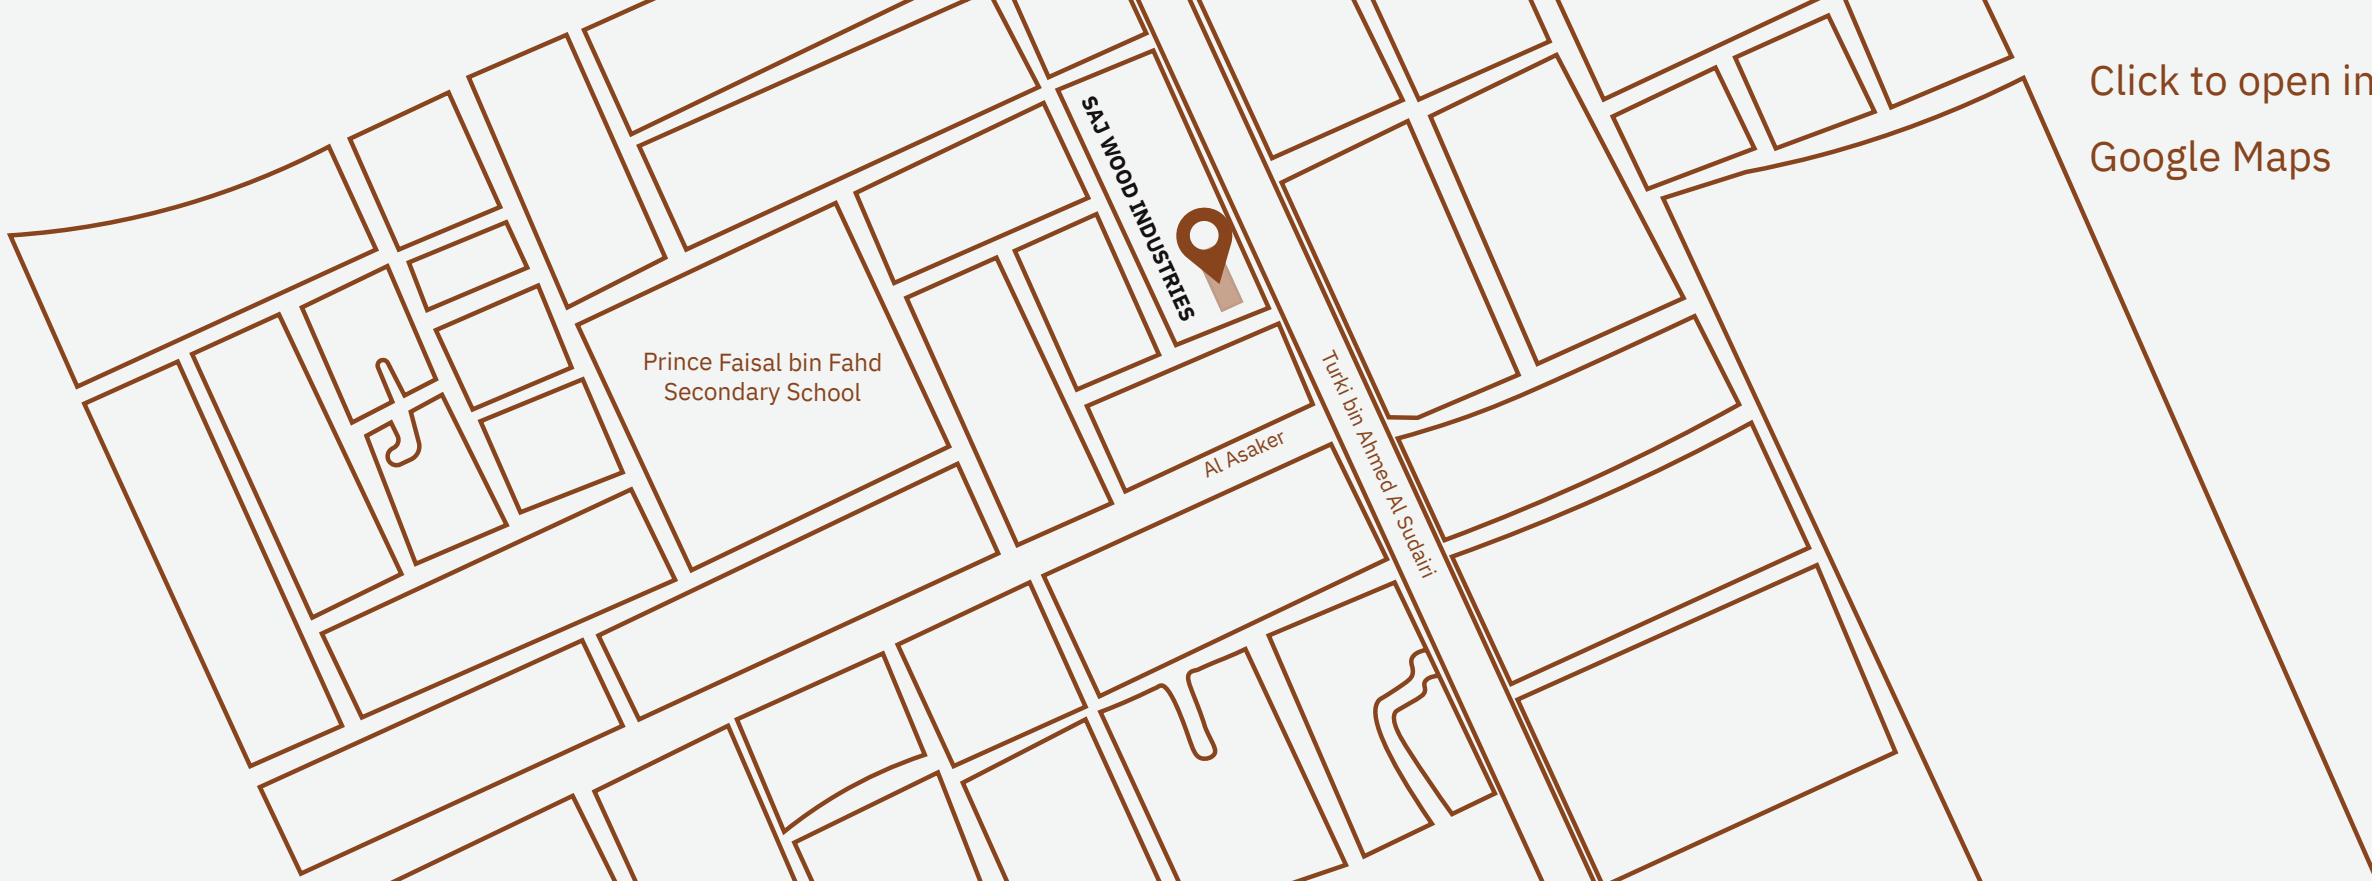 Click to open in
Google Maps
SAJ WOOD INDUSTRIES
Prince Faisal bin Fahd
Secondary School
Turki bin Ahmed Al Sudairi
Al Asaker